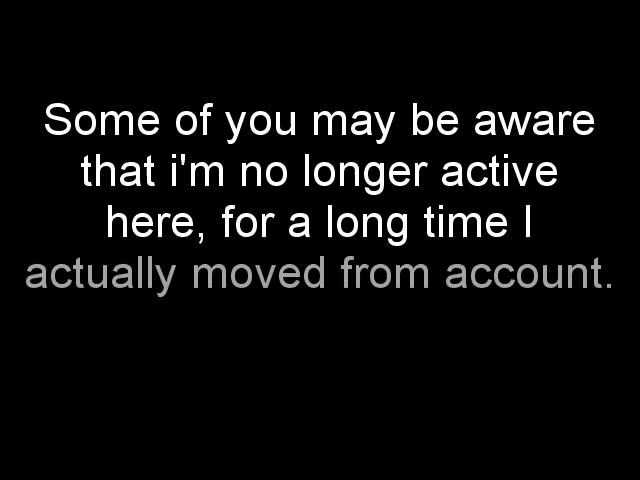 Some of you may be aware
that i'm no longer active
here, for a long time I
actually moved from account.